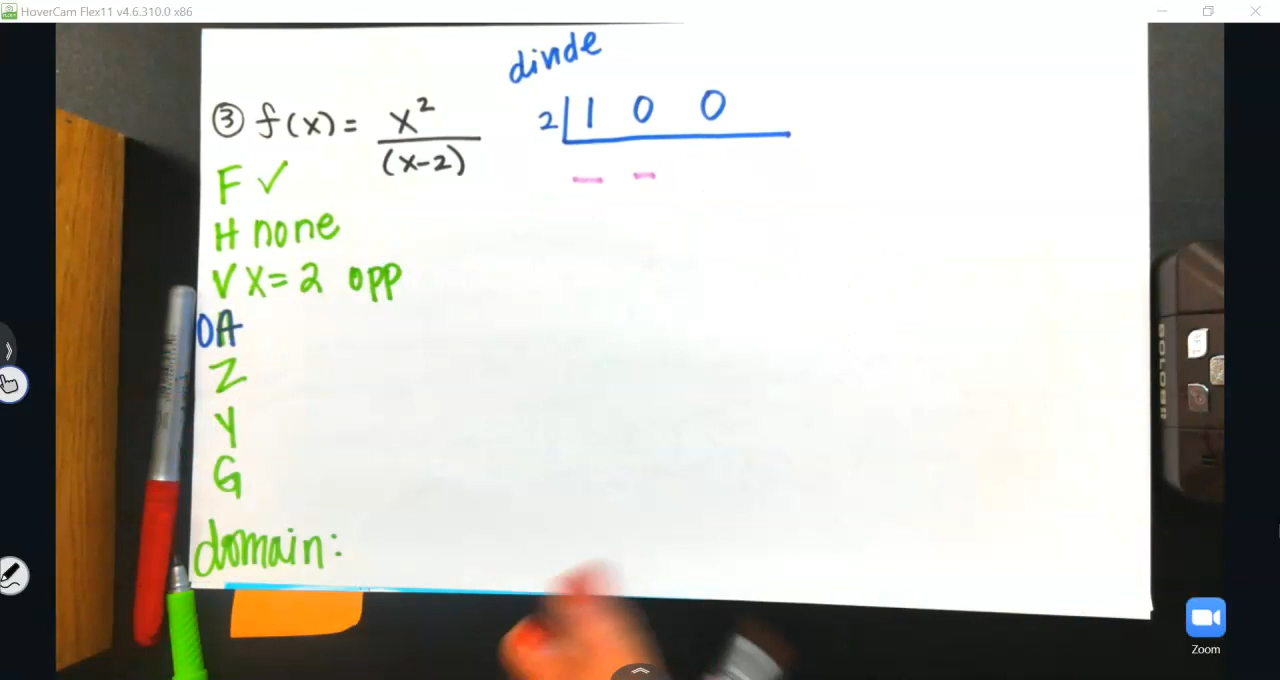 HoverCam Flex11 v4.6.310.0 x86
divide
③ f(x) = x²/(x-2)
2 | 1 0 0
F ✓
H none
V x=2 opp
OA
Z
Y
G
domain:
Zoom